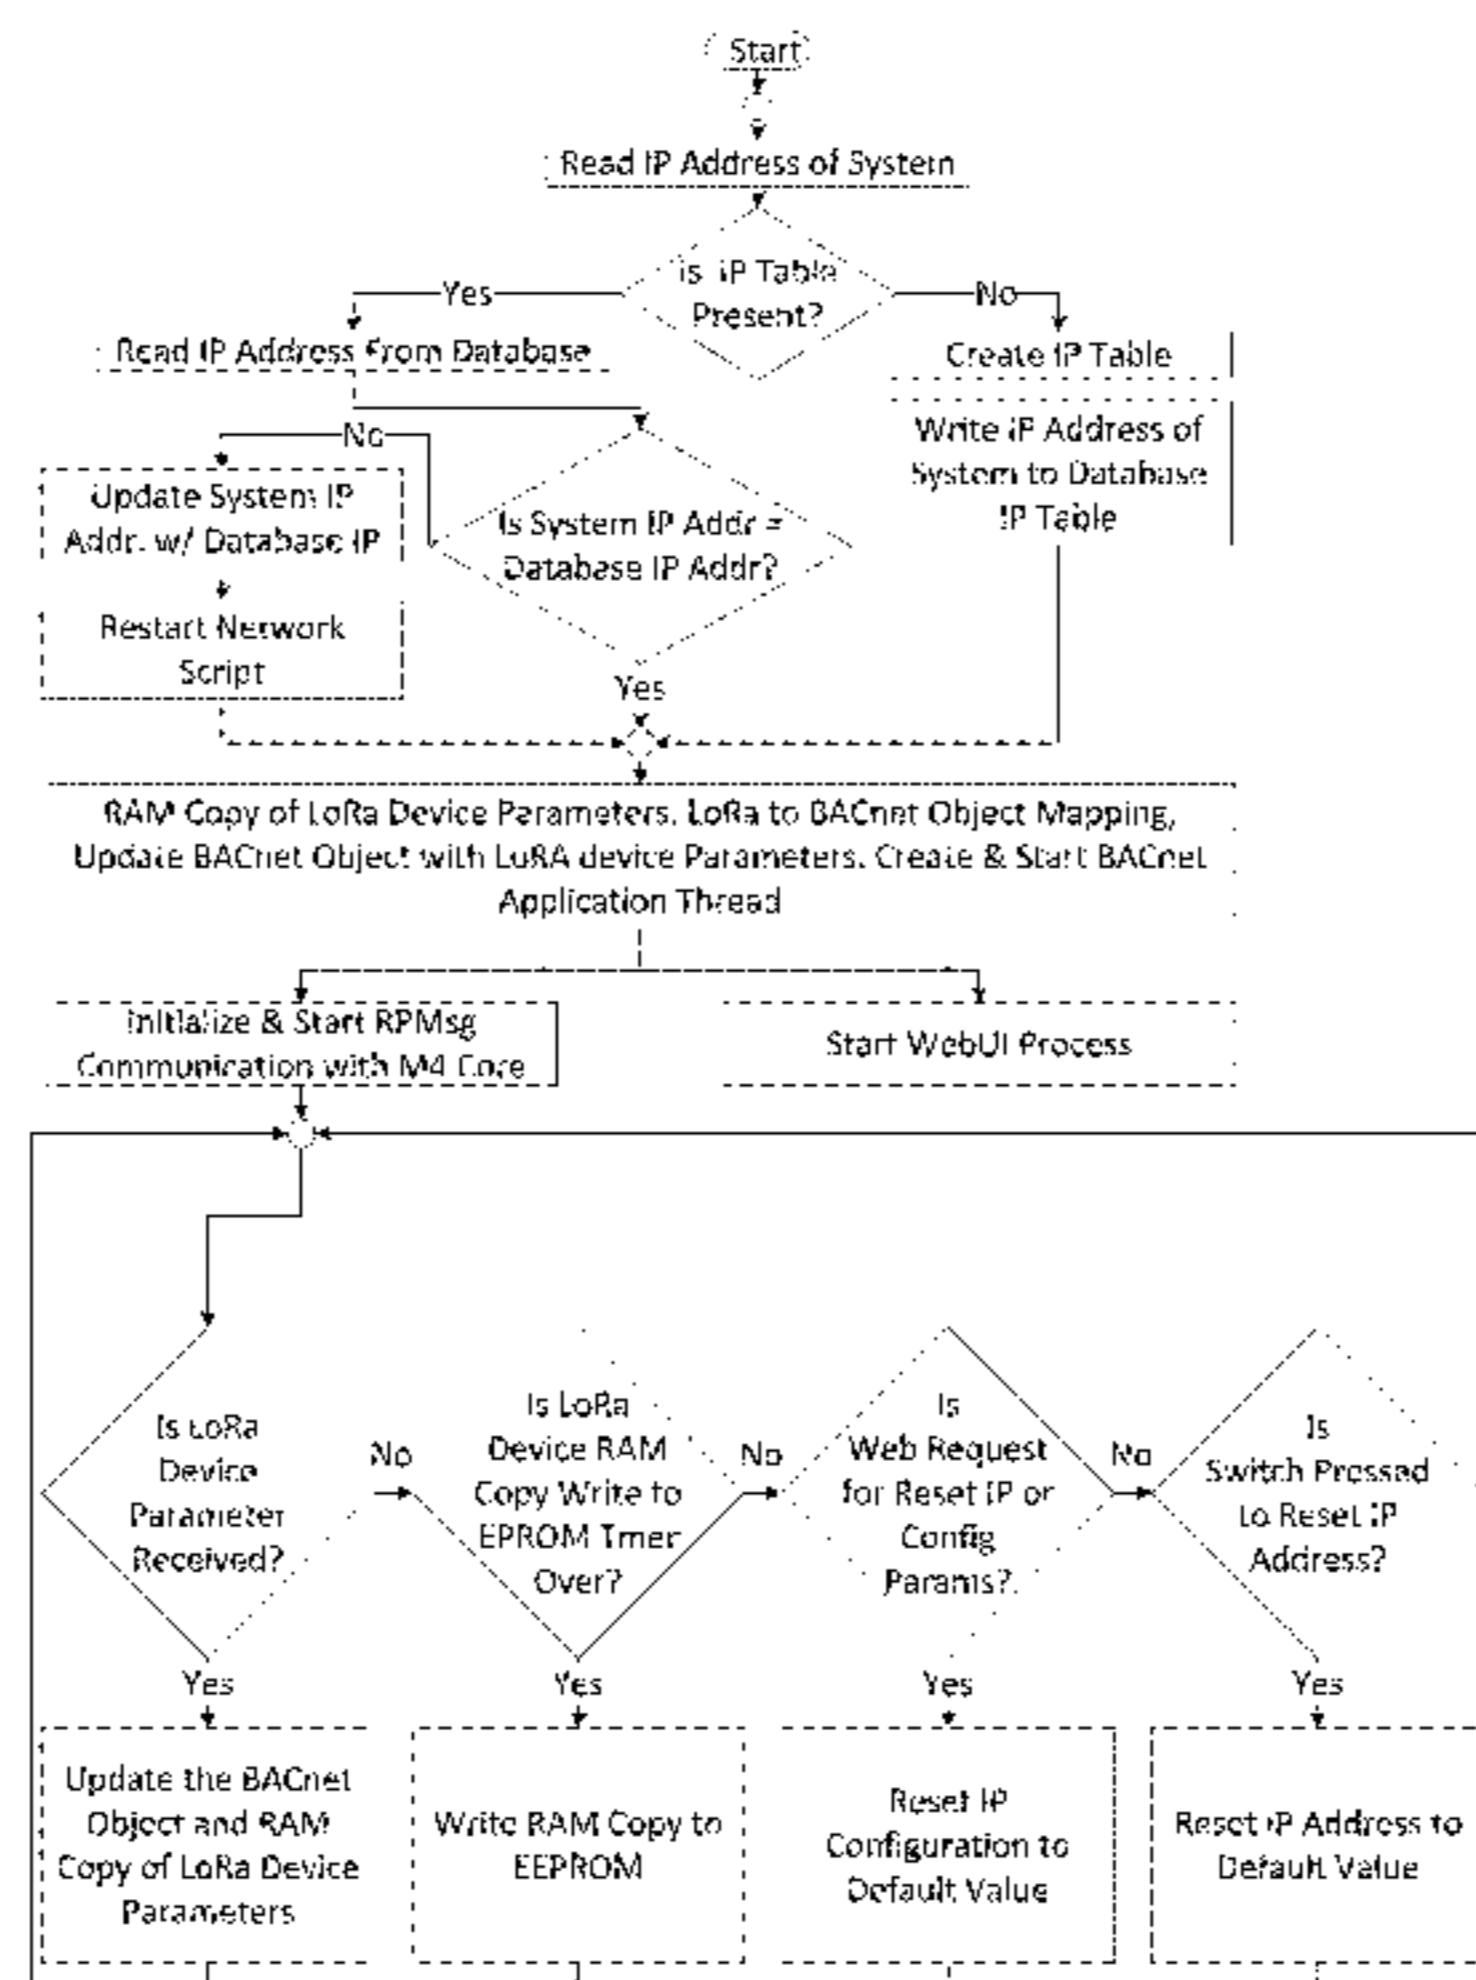 Start
Read IP Address of System
Is IP Table
Present?
Yes
No
Read IP Address from Database
Create IP Table
Write IP Address of
System to Database
IP Table
No
Update System IP
Addr. w/ Database IP
Is System IP Addr =
Database IP Addr?
Restart Network
Script
Yes
RAM Copy of LoRa Device Parameters. LoRa to BACnet Object Mapping,
Update BACnet Object with LoRA device Parameters. Create & Start BACnet
Application Thread
Initialize & Start RPMsg
Communication with M4 Core
Start WebUI Process
Is LoRa
Device
Parameter
Received?
No
Is LoRa
Device RAM
Copy Write to
EPROM Tmer
Over?
No
Is
Web Request
for Reset IP or
Config
Params?
No
Is
Switch Pressed
to Reset IP
Address?
Yes
Yes
Yes
Yes
Update the BACnet
Object and RAM
Copy of LoRa Device
Parameters
Write RAM Copy to
EEPROM
Reset IP
Configuration to
Default Value
Reset IP Address to
Default Value